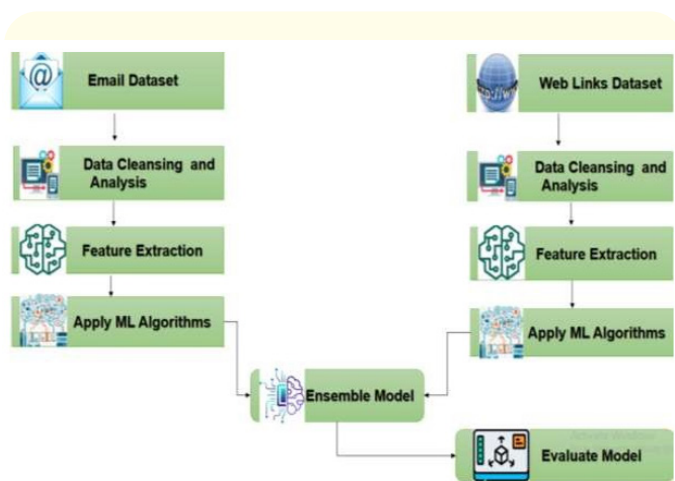 Email Dataset
Data Cleansing and
Analysis
Feature Extraction
Apply ML Algorithms
Web Links Dataset
Data Cleansing and
Analysis
Feature Extraction
Apply ML Algorithms
Ensemble Model
Evaluate Model